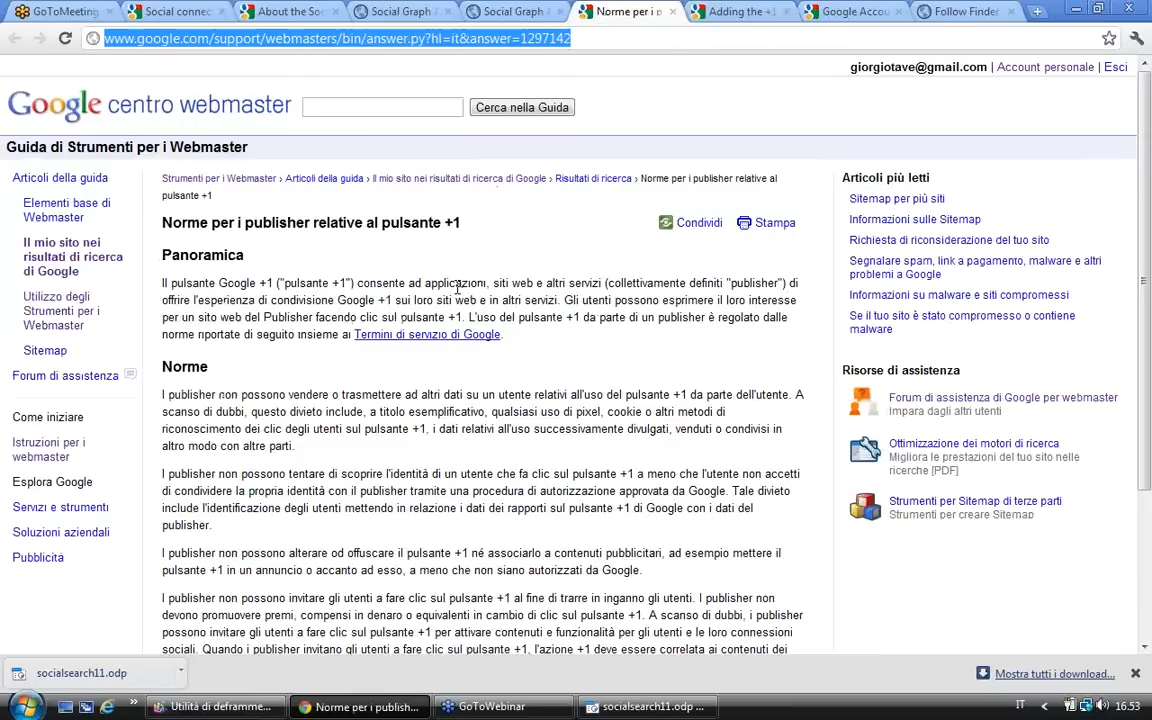 GoToMeeting
Social connec
About the Soc
Social Graph A
Social Graph A
Norme per i n
Adding the +1
Google Accou
Follow Finder
www.google.com/support/webmasters/bin/answer.py?hl=it&answer=1297142
giorgiotave@gmail.com | Account personale | Esci
Google centro webmaster
Cerca nella Guida
Guida di Strumenti per i Webmaster
Articoli della guida
Elementi base di
Webmaster
Il mio sito nei
risultati di ricerca
di Google
Utilizzo degli
Strumenti per i
Webmaster
Sitemap
Forum di assistenza
Come iniziare
Istruzioni per i
webmaster
Esplora Google
Servizi e strumenti
Soluzioni aziendali
Pubblicità
Strumenti per i Webmaster › Articoli della guida › Il mio sito nei risultati di ricerca di Google › Risultati di ricerca › Norme per i publisher relative al
pulsante +1
Norme per i publisher relative al pulsante +1
Condividi
Stampa
Panoramica
Il pulsante Google +1 ("pulsante +1") consente ad applicazioni, siti web e altri servizi (collettivamente definiti "publisher") di
offrire l'esperienza di condivisione Google +1 sui loro siti web e in altri servizi. Gli utenti possono esprimere il loro interesse
per un sito web del Publisher facendo clic sul pulsante +1. L'uso del pulsante +1 da parte di un publisher è regolato dalle
norme riportate di seguito insieme ai Termini di servizio di Google.
Norme
I publisher non possono vendere o trasmettere ad altri dati su un utente relativi all'uso del pulsante +1 da parte dell'utente. A
scanso di dubbi, questo divieto include, a titolo esemplificativo, qualsiasi uso di pixel, cookie o altri metodi di
riconoscimento dei clic degli utenti sul pulsante +1, i dati relativi all'uso successivamente divulgati, venduti o condivisi in
altro modo con altre parti.
I publisher non possono tentare di scoprire l'identità di un utente che fa clic sul pulsante +1 a meno che l'utente non accetti
di condividere la propria identità con il publisher tramite una procedura di autorizzazione approvata da Google. Tale divieto
include l'identificazione degli utenti mettendo in relazione i dati dei rapporti sul pulsante +1 di Google con i dati del
publisher.
I publisher non possono alterare od offuscare il pulsante +1 né associarlo a contenuti pubblicitari, ad esempio mettere il
pulsante +1 in un annuncio o accanto ad esso, a meno che non siano autorizzati da Google.
I publisher non possono invitare gli utenti a fare clic sul pulsante +1 al fine di trarre in inganno gli utenti. I publisher non
devono promuovere premi, compensi in denaro o equivalenti in cambio di clic sul pulsante +1. A scanso di dubbi, i publisher
possono invitare gli utenti a fare clic sul pulsante +1 per attivare contenuti e funzionalità per gli utenti e le loro connessioni
sociali. Quando i publisher invitano gli utenti a fare clic sul pulsante +1, l'azione +1 deve essere correlata ai contenuti dei
Articoli più letti
Sitemap per più siti
Informazioni sulle Sitemap
Richiesta di riconsiderazione del tuo sito
Segnalare spam, link a pagamento, malware e altri
problemi a Google
Informazioni su malware e siti compromessi
Se il tuo sito è stato compromesso o contiene
malware
Risorse di assistenza
Forum di assistenza di Google per webmaster
Impara dagli altri utenti
Ottimizzazione dei motori di ricerca
Migliora le prestazioni del tuo sito nelle
ricerche [PDF]
Strumenti per Sitemap di terze parti
Strumenti per creare Sitemap
socialsearch11.odp
Mostra tutti i download...
Utilità di deframme...
Norme per i publish...
GoToWebinar
socialsearch11.odp ...
IT
16.53